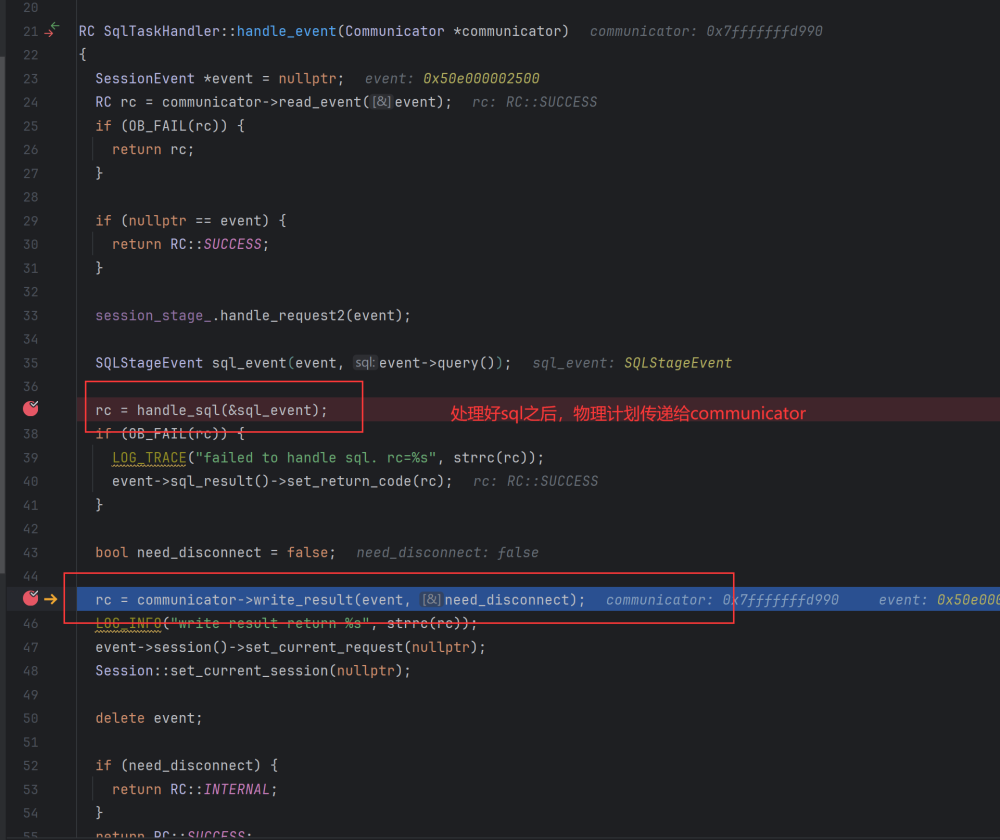 20
21 RC SqlTaskHandler::handle_event(Communicator *communicator) communicator: 0x7fffffffd990
22 {
23 SessionEvent *event = nullptr; event: 0x50e000002500
24 RC rc = communicator->read_event([&]event); rc: RC::SUCCESS
25 if (OB_FAIL(rc)) {
26 return rc;
27 }
28
29 if (nullptr == event) {
30 return RC::SUCCESS;
31 }
32
33 session_stage_.handle_request2(event);
34
35 SQLStageEvent sql_event(event, sql: event->query()); sql_event: SQLStageEvent
36
rc = handle_sql(&sql_event); 处理好sql之后，物理计划传递给communicator
38 if (OB_FAIL(rc)) {
39 LOG_TRACE("failed to handle sql. rc=%s", strrc(rc));
40 event->sql_result()->set_return_code(rc); rc: RC::SUCCESS
41 }
42
43 bool need_disconnect = false; need_disconnect: false
44
rc = communicator->write_result(event, [&]need_disconnect); communicator: 0x7fffffffd990 event: 0x50e000
46 LOG_INFO("write result return %s", strrc(rc));
47 event->session()->set_current_request(nullptr);
48 Session::set_current_session(nullptr);
49
50 delete event;
51
52 if (need_disconnect) {
53 return RC::INTERNAL;
54 }
55 return RC::SUCCESS;